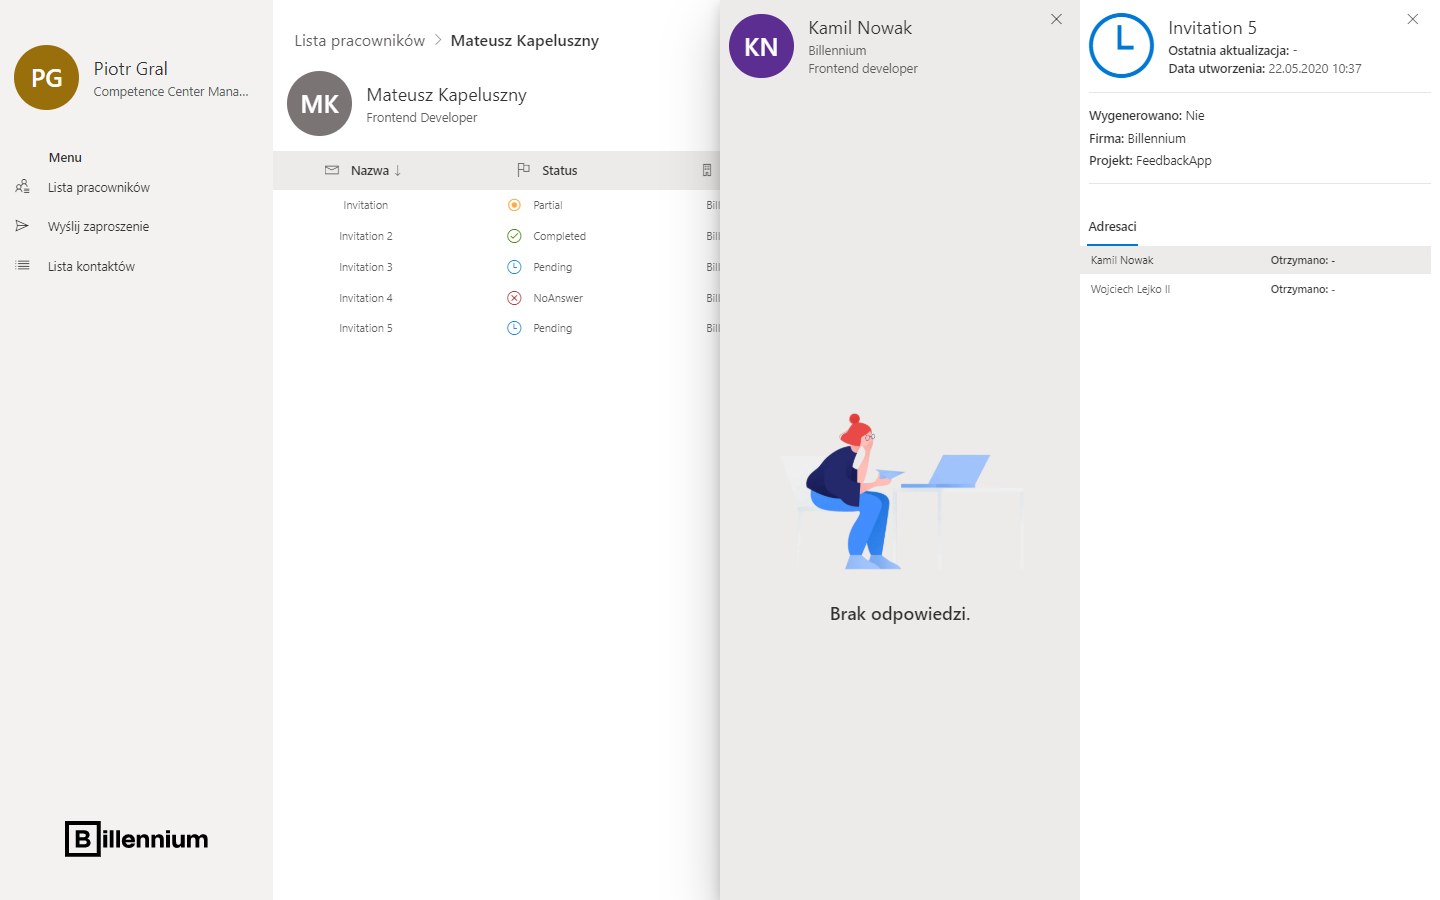 PG
Piotr Gral
Competence Center Mana...
Menu
Lista pracowników
Wyślij zaproszenie
Lista kontaktów
Billennium
Lista pracowników > Mateusz Kapeluszny
MK
Mateusz Kapeluszny
Frontend Developer
Nazwa ↓ Status
Invitation Partial Bill
Invitation 2 Completed Bill
Invitation 3 Pending Bill
Invitation 4 NoAnswer Bill
Invitation 5 Pending Bill
KN
Kamil Nowak
Billennium
Frontend developer
Brak odpowiedzi.
Invitation 5
Ostatnia aktualizacja: -
Data utworzenia: 22.05.2020 10:37
Wygenerowano: Nie
Firma: Billennium
Projekt: FeedbackApp
Adresaci
Kamil Nowak Otrzymano: -
Wojciech Lejko II Otrzymano: -